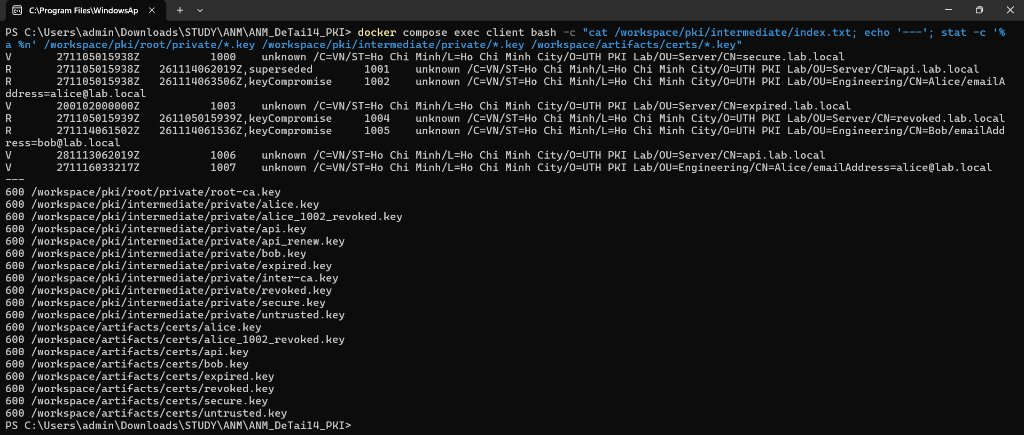 C:\Program Files\WindowsAp
PS C:\Users\admin\Downloads\STUDY\ANM\ANM_DeTai14_PKI> docker compose exec client bash -c "cat /workspace/pki/intermediate/index.txt; echo '---'; stat -c '%
a %n' /workspace/pki/root/private/*.key /workspace/pki/intermediate/private/*.key /workspace/artifacts/certs/*.key"
V 271105015938Z 1000 unknown /C=VN/ST=Ho Chi Minh/L=Ho Chi Minh City/O=UTH PKI Lab/OU=Server/CN=secure.lab.local
R 271105015938Z 261114062019Z,superseded 1001 unknown /C=VN/ST=Ho Chi Minh/L=Ho Chi Minh City/O=UTH PKI Lab/OU=Server/CN=api.lab.local
R 271105015938Z 261114063506Z,keyCompromise 1002 unknown /C=VN/ST=Ho Chi Minh/L=Ho Chi Minh City/O=UTH PKI Lab/OU=Engineering/CN=Alice/emailA
ddress=alice@lab.local
V 200102000000Z 1003 unknown /C=VN/ST=Ho Chi Minh/L=Ho Chi Minh City/O=UTH PKI Lab/OU=Server/CN=expired.lab.local
R 271105015939Z 261105015939Z,keyCompromise 1004 unknown /C=VN/ST=Ho Chi Minh/L=Ho Chi Minh City/O=UTH PKI Lab/OU=Server/CN=revoked.lab.local
R 271114061502Z 261114061536Z,keyCompromise 1005 unknown /C=VN/ST=Ho Chi Minh/L=Ho Chi Minh City/O=UTH PKI Lab/OU=Engineering/CN=Bob/emailAdd
ress=bob@lab.local
V 281113062019Z 1006 unknown /C=VN/ST=Ho Chi Minh/L=Ho Chi Minh City/O=UTH PKI Lab/OU=Server/CN=api.lab.local
V 271116033217Z 1007 unknown /C=VN/ST=Ho Chi Minh/L=Ho Chi Minh City/O=UTH PKI Lab/OU=Engineering/CN=Alice/emailAddress=alice@lab.local
---
600 /workspace/pki/root/private/root-ca.key
600 /workspace/pki/intermediate/private/alice.key
600 /workspace/pki/intermediate/private/alice_1002_revoked.key
600 /workspace/pki/intermediate/private/api.key
600 /workspace/pki/intermediate/private/api_renew.key
600 /workspace/pki/intermediate/private/bob.key
600 /workspace/pki/intermediate/private/expired.key
600 /workspace/pki/intermediate/private/inter-ca.key
600 /workspace/pki/intermediate/private/revoked.key
600 /workspace/pki/intermediate/private/secure.key
600 /workspace/pki/intermediate/private/untrusted.key
600 /workspace/artifacts/certs/alice.key
600 /workspace/artifacts/certs/alice_1002_revoked.key
600 /workspace/artifacts/certs/api.key
600 /workspace/artifacts/certs/bob.key
600 /workspace/artifacts/certs/expired.key
600 /workspace/artifacts/certs/revoked.key
600 /workspace/artifacts/certs/secure.key
600 /workspace/artifacts/certs/untrusted.key
PS C:\Users\admin\Downloads\STUDY\ANM\ANM_DeTai14_PKI>